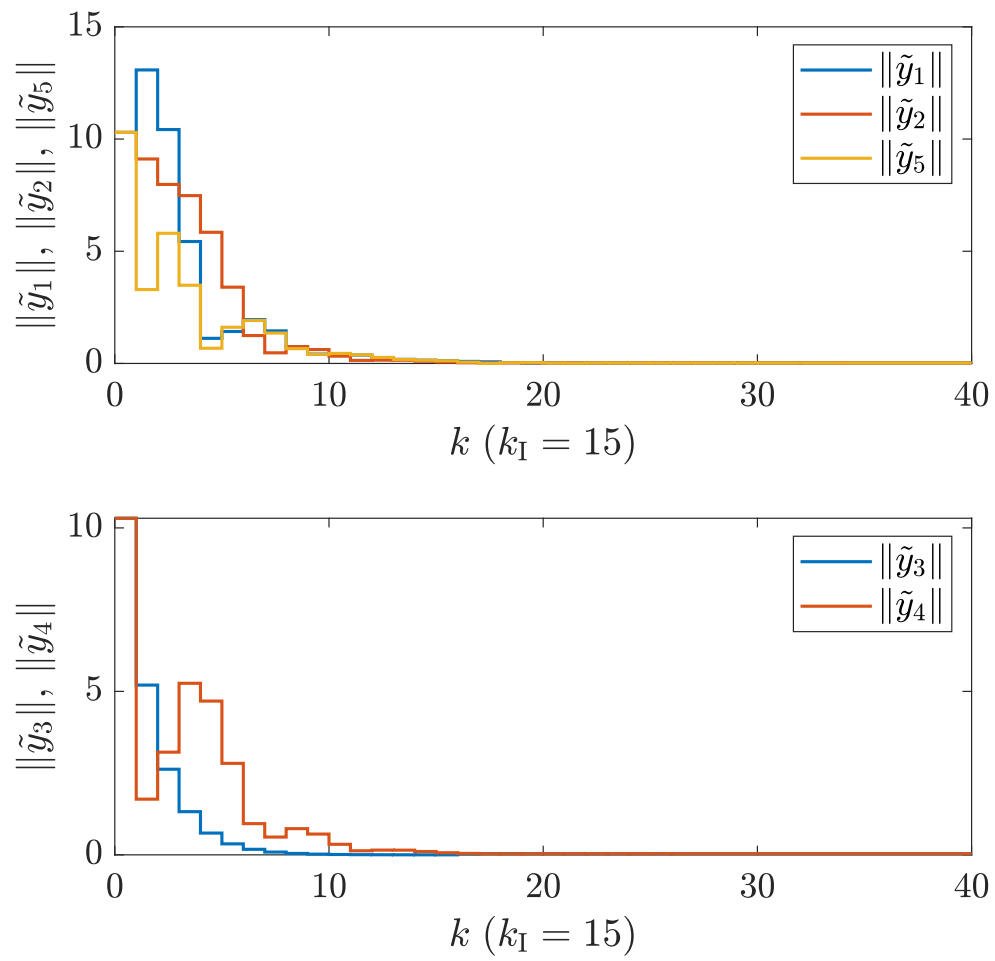 15
10
5
0
‖ỹ₁‖, ‖ỹ₂‖, ‖ỹ₅‖
‖ỹ₁‖
‖ỹ₂‖
‖ỹ₅‖
0 10 20 30 40
k (k_I = 15)
10
5
0
‖ỹ₃‖, ‖ỹ₄‖
‖ỹ₃‖
‖ỹ₄‖
0 10 20 30 40
k (k_I = 15)